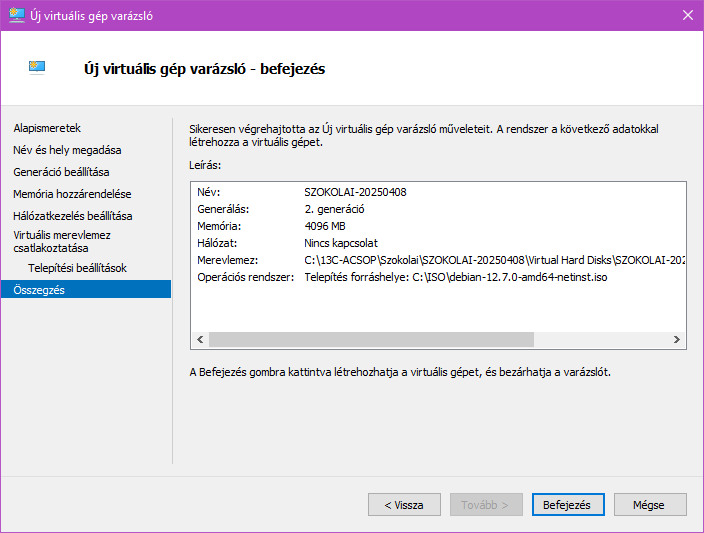 Új virtuális gép varázsló
Új virtuális gép varázsló - befejezés
Alapismeretek
Név és hely megadása
Generáció beállítása
Memória hozzárendelése
Hálózatkezelés beállítása
Virtuális merevlemez
csatlakoztatása
Telepítési beállítások
Összegzés
Sikeresen végrehajtotta az Új virtuális gép varázsló műveleteit. A rendszer a következő adatokkal
létrehozza a virtuális gépet.
Leírás:
Név: SZOKOLAI-20250408
Generálás: 2. generáció
Memória: 4096 MB
Hálózat: Nincs kapcsolat
Merevlemez: C:\13C-ACSOP\Szokolai\SZOKOLAI-20250408\Virtual Hard Disks\SZOKOLAI-202
Operációs rendszer: Telepítés forráshelye: C:\ISO\debian-12.7.0-amd64-netinst.iso
A Befejezés gombra kattintva létrehozhatja a virtuális gépet, és bezárhatja a varázslót.
< Vissza
Tovább >
Befejezés
Mégse